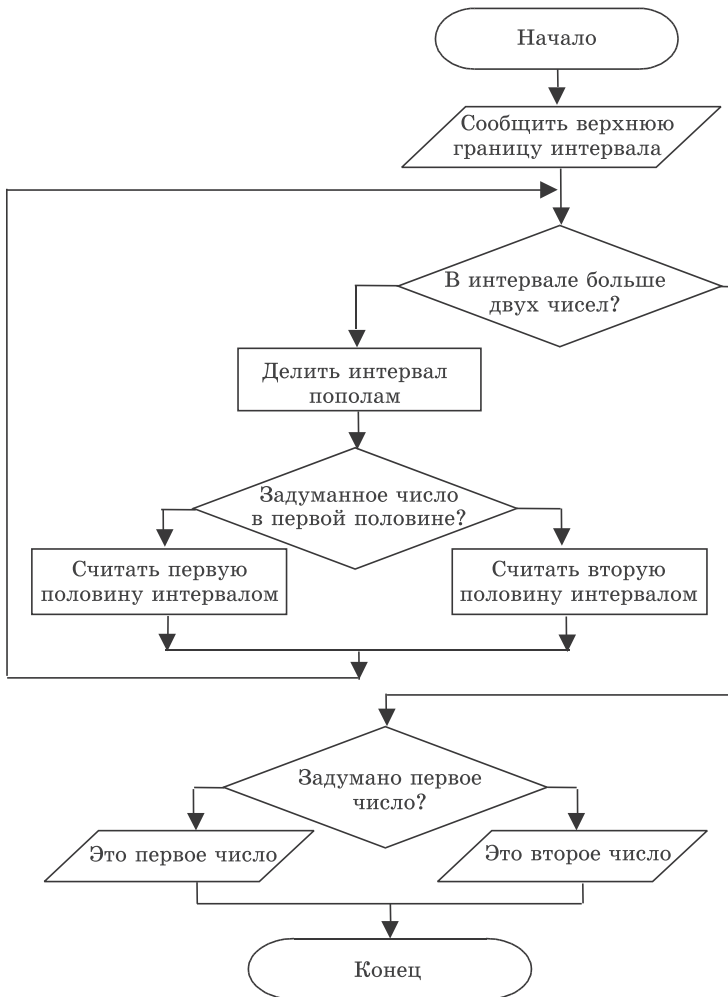 Начало
Сообщить верхнюю
границу интервала
В интервале больше
двух чисел?
Делить интервал
пополам
Задуманное число
в первой половине?
Считать первую
половину интервалом
Считать вторую
половину интервалом
Задумано первое
число?
Это первое число
Это второе число
Конец